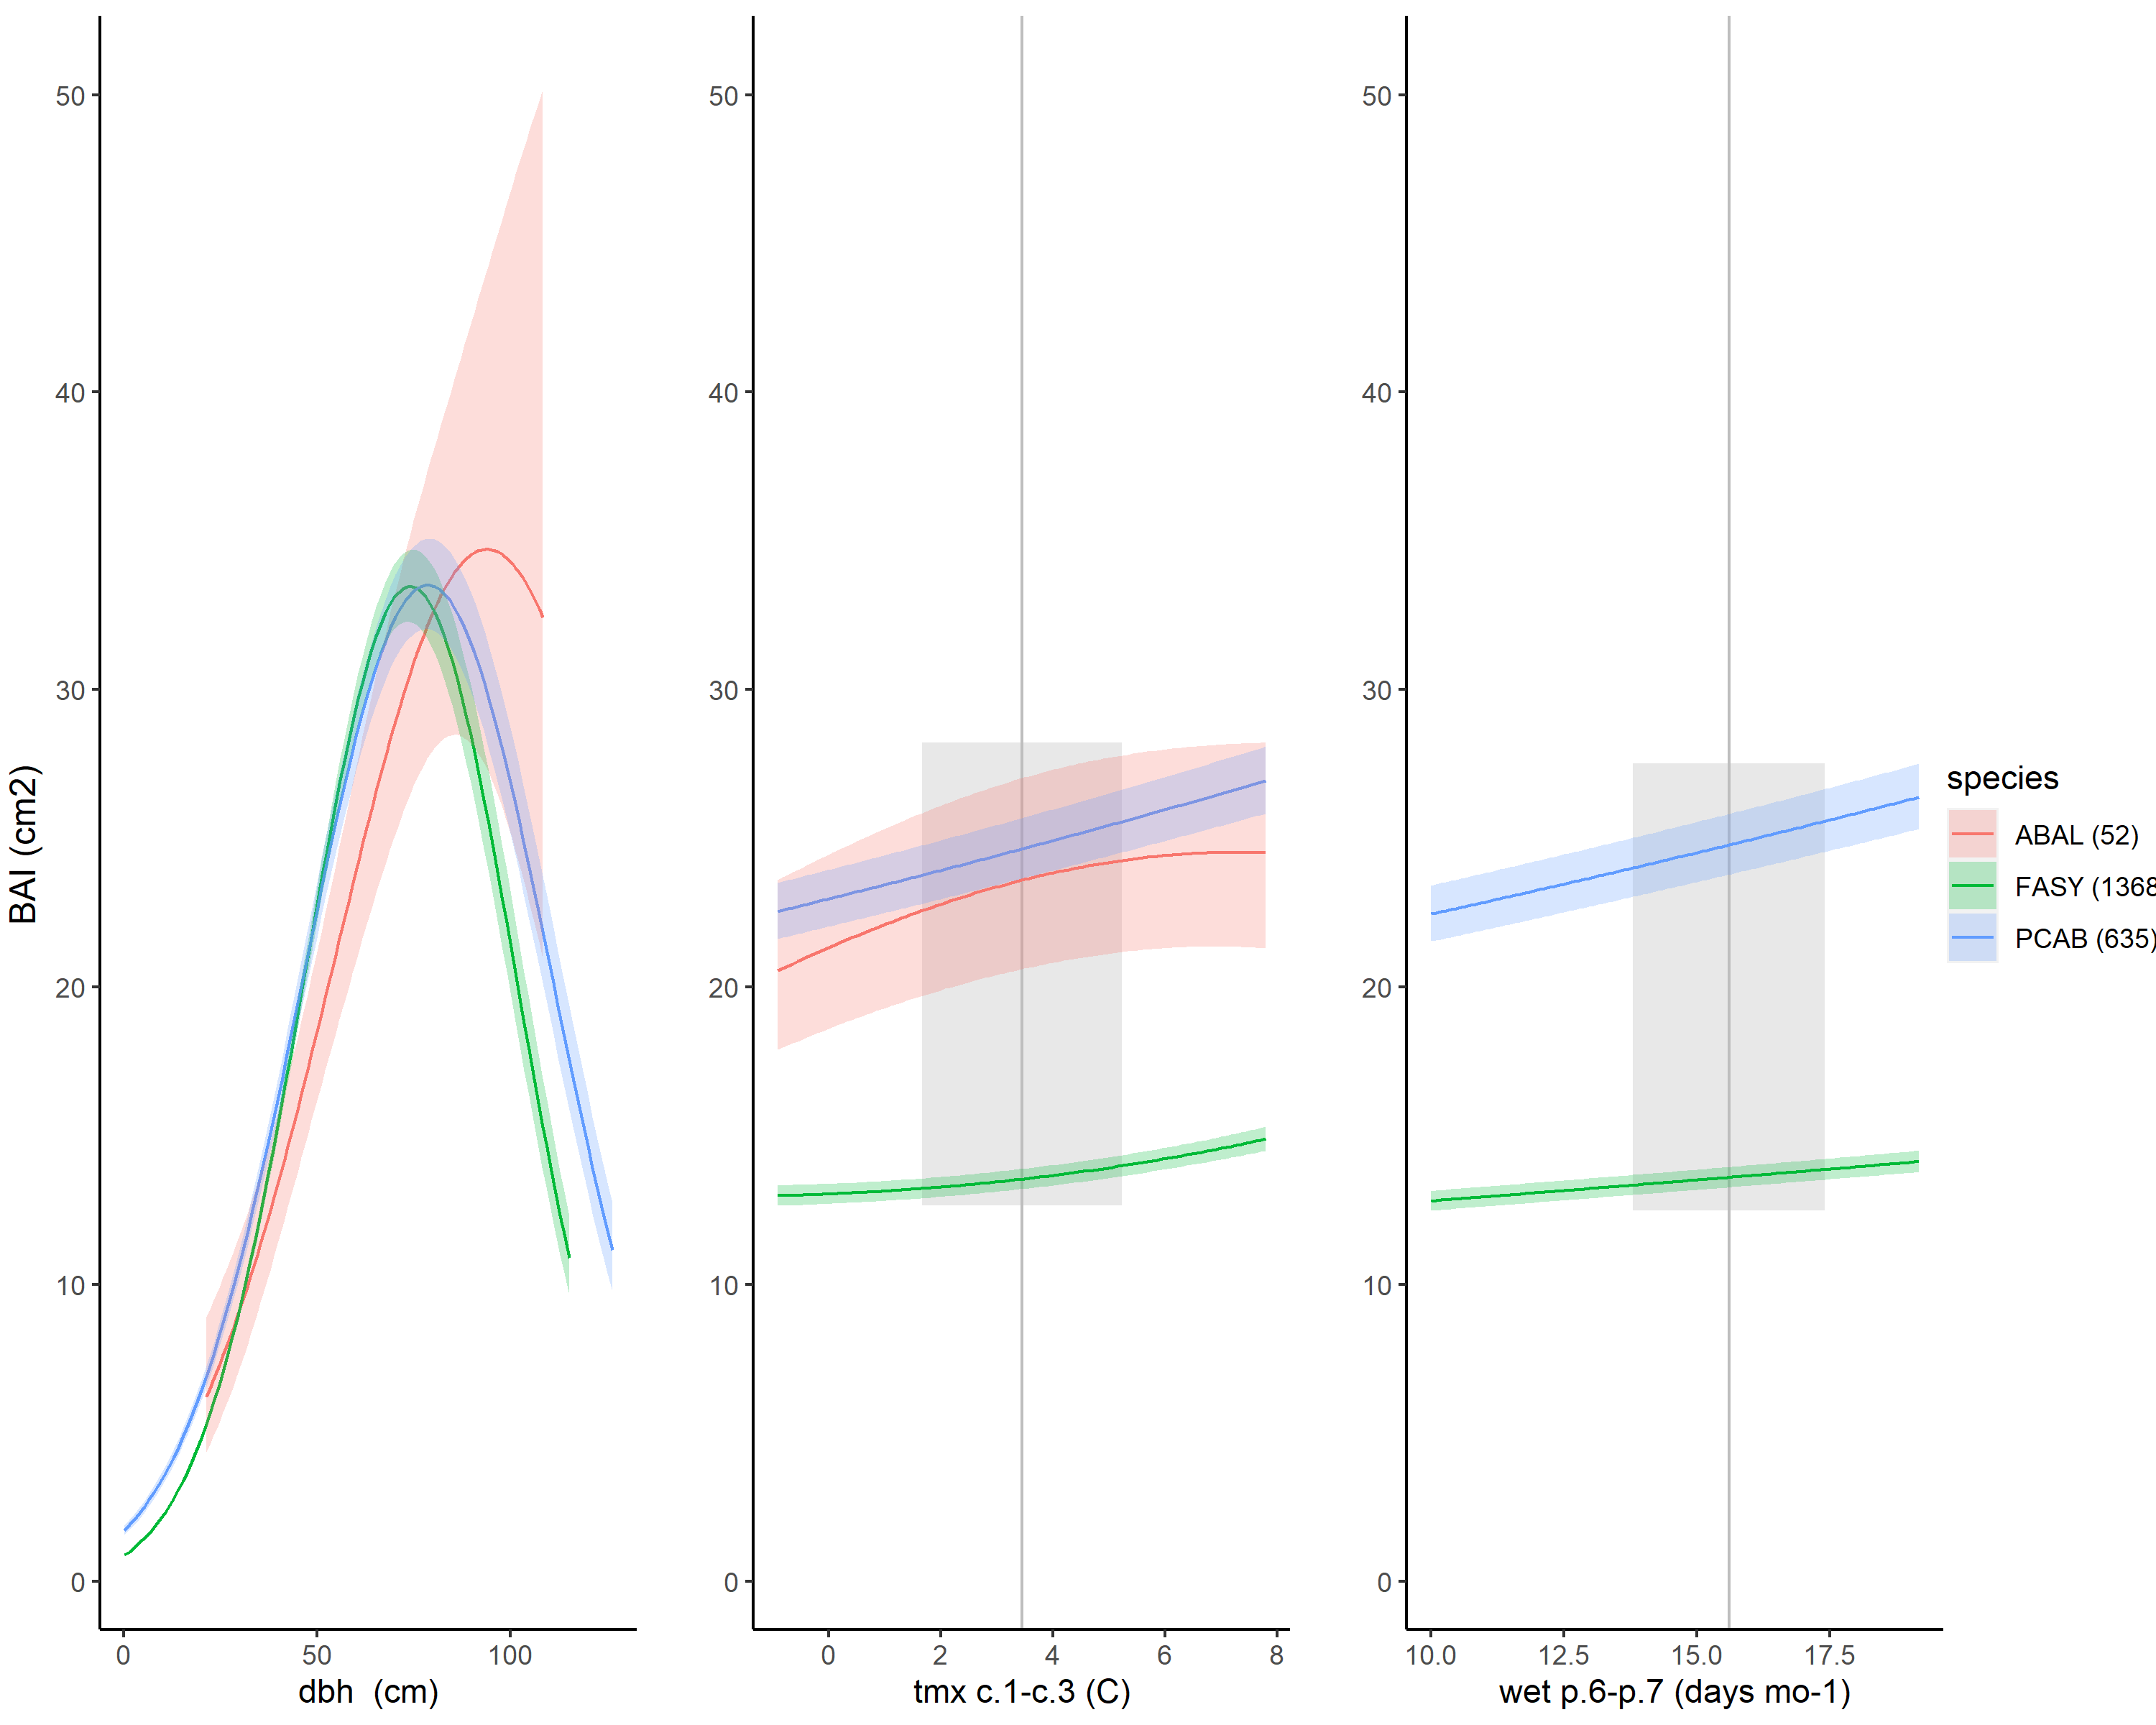 BAI (cm2)
50
40
30
20
10
0
0 50 100
dbh (cm)
50
40
30
20
10
0
0 2 4 6 8
tmx c.1-c.3 (C)
50
40
30
20
10
0
10.0 12.5 15.0 17.5
wet p.6-p.7 (days mo-1)
species
ABAL (52)
FASY (1368
PCAB (635)